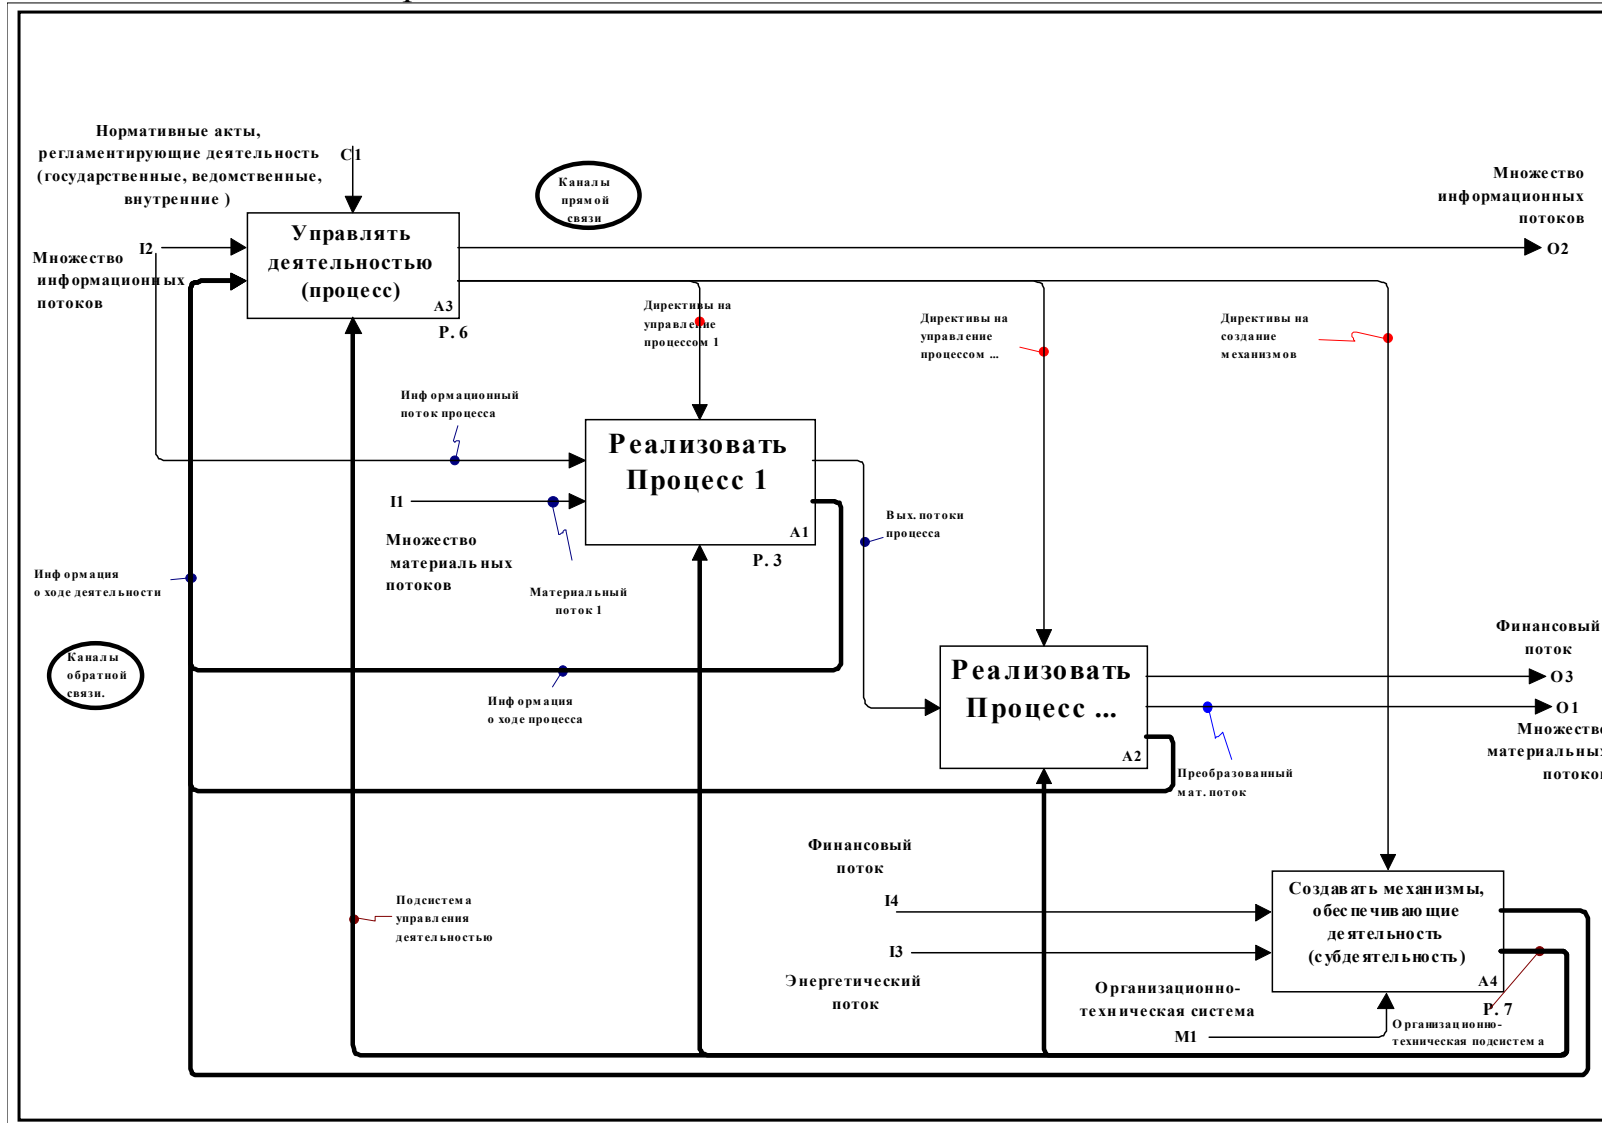 Нормативные акты,
регламентирующие деятельность
(государственные, ведомственные,
внутренние )
C1
Каналы
прямой
связи
Множество
информационных
потоков
O2
I2
Множество
информационных
потоков
Управлять
деятельностью
(процесс)
A3
P. 6
Директивы на
управление
процессом 1
Директивы на
управление
процессом ...
Директивы на
создание
механизмов
Информационный
поток процесса
Реализовать
Процесс 1
A1
P. 3
I1
Множество
материальных
потоков
Материальный
поток 1
Вых. потоки
процесса
Информация
о ходе деятельности
Каналы
обратной
связи.
Информация
о ходе процесса
Реализовать
Процесс ...
A2
Финансовый
поток
O3
O1
Множество
материальных
потоков
Преобразованный
мат. поток
Финансовый
поток
I4
I3
Энергетический
поток
Подсистема
управления
деятельностью
Создавать механизмы,
обеспечивающие
деятельность
(субдеятельность)
A4
P. 7
Организационно-
техническая система
M1
Организационно-
техническая подсистема